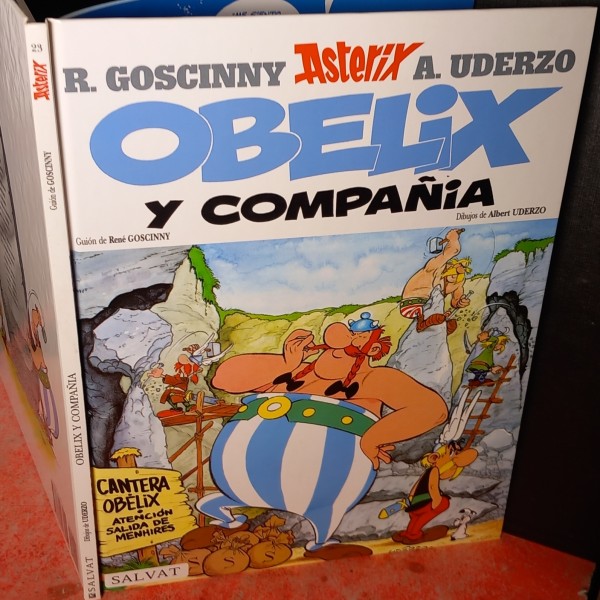 R. GOSCINNY Asterix A. UDERZO
OBELiX
Y COMPAÑiA
Guión de René GOSCINNY
Dibujos de Albert UDERZO
CANTERA
OBÉLIX
ATENCIÓN
SALIDA DE
MENHIRES
SALVAT
23
Asterix
Guión de GOSCINNY
OBELIX Y COMPAÑIA
Dibujos de UDERZO
SALVAT